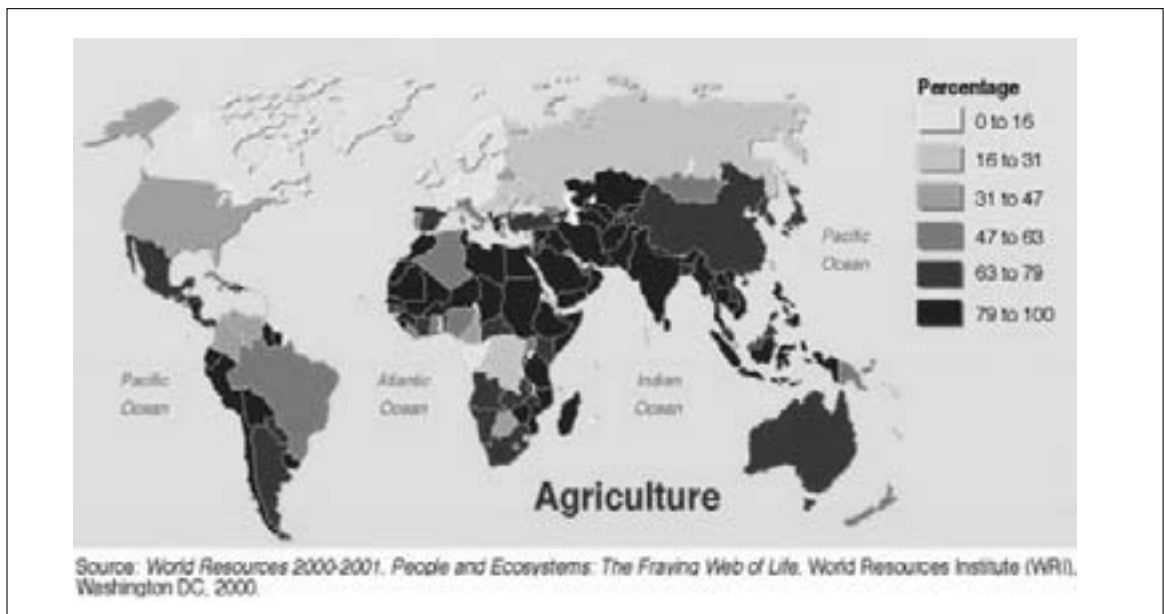 Percentage
0 to 16
16 to 31
31 to 47
47 to 63
63 to 79
79 to 100
Pacific
Ocean
Pacific
Ocean
Atlantic
Ocean
Indian
Ocean
Agriculture
Source: World Resources 2000-2001, People and Ecosystems: The Fraying Web of Life, World Resources Institute (WRI),
Washington DC, 2000.